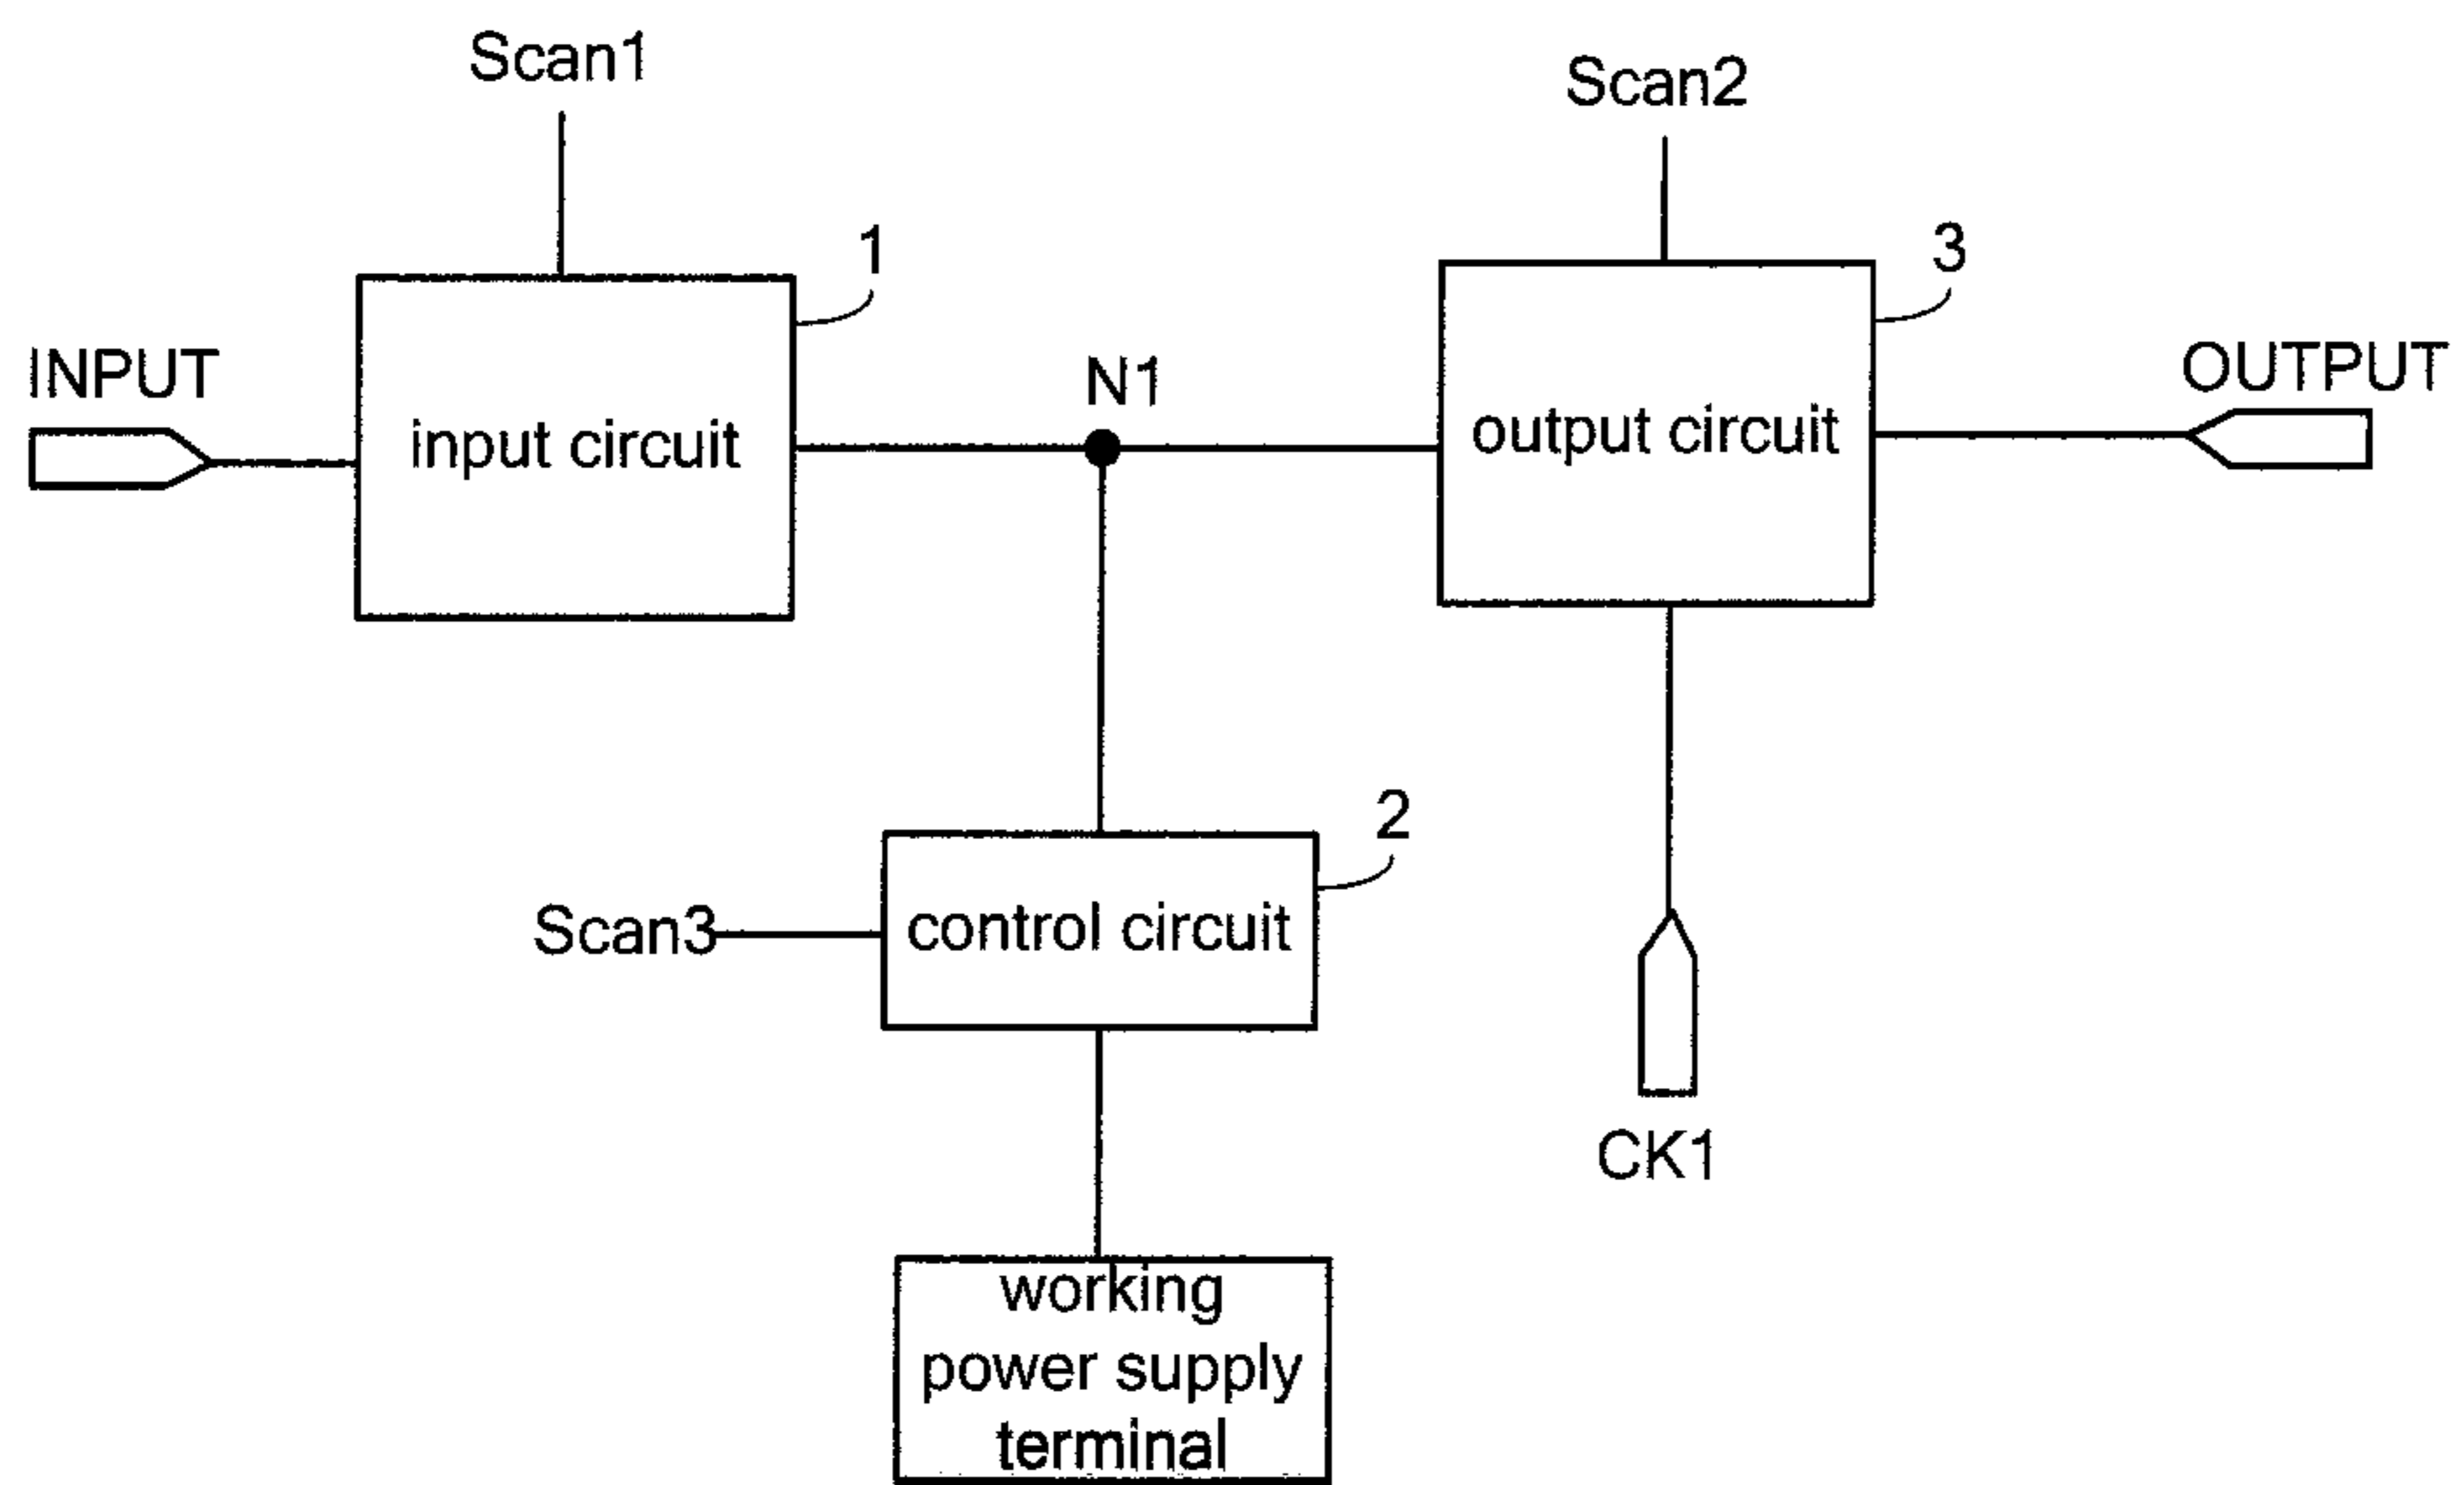 Scan1
Scan2
1
3
INPUT
N1
OUTPUT
input circuit
output circuit
2
Scan3
control circuit
CK1
working
power supply
terminal